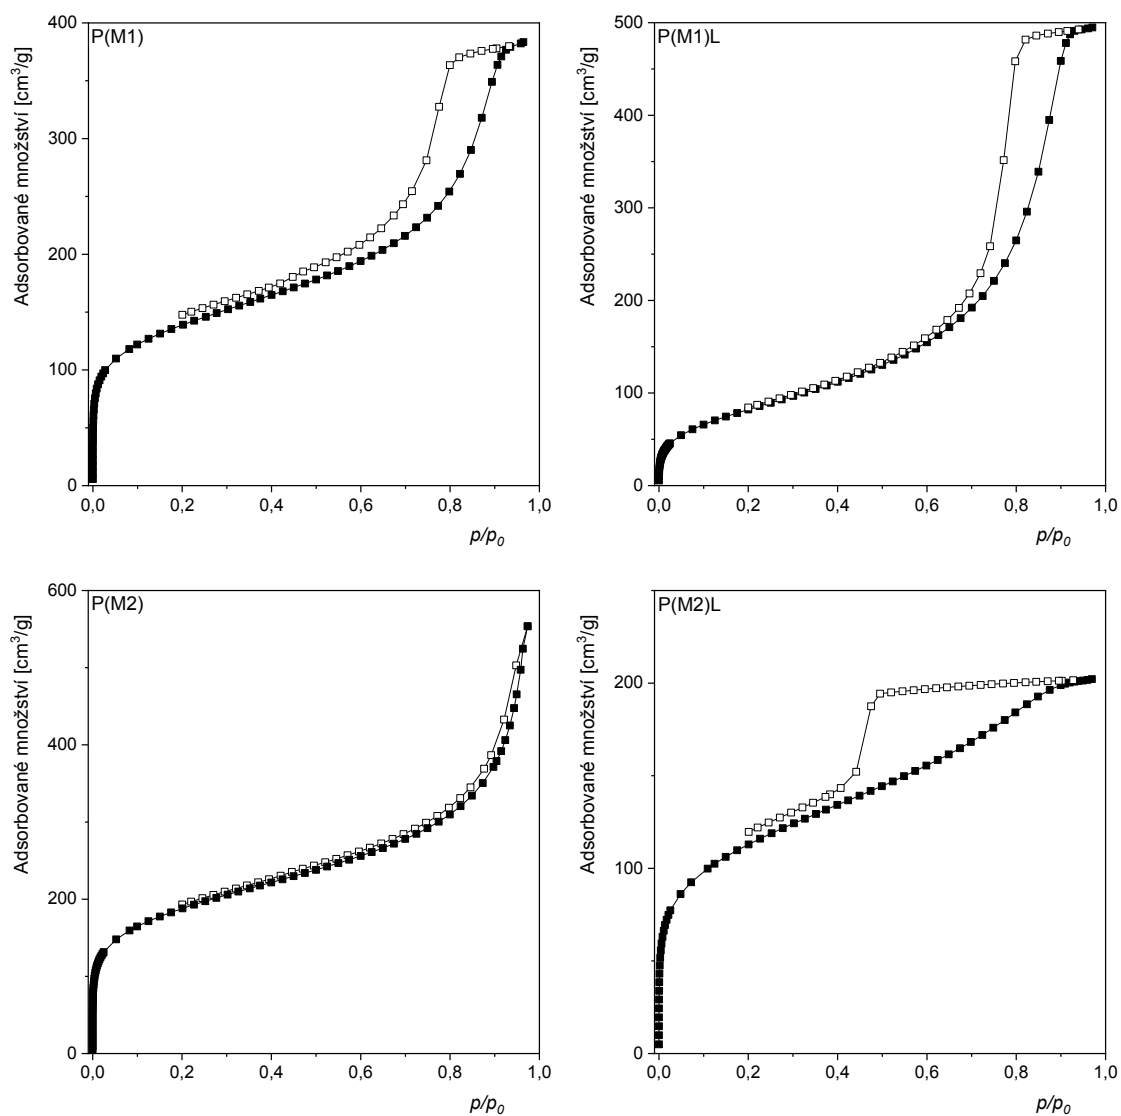 P(M1)
Adsorbované množství [cm³/g]
400
300
200
100
0
0,0 0,2 0,4 0,6 0,8 1,0
p/p₀
P(M1)L
Adsorbované množství [cm³/g]
500
400
300
200
100
0
0,0 0,2 0,4 0,6 0,8 1,0
p/p₀
P(M2)
Adsorbované množství [cm³/g]
600
400
200
0
0,0 0,2 0,4 0,6 0,8 1,0
p/p₀
P(M2)L
Adsorbované množství [cm³/g]
200
100
0
0,0 0,2 0,4 0,6 0,8 1,0
p/p₀